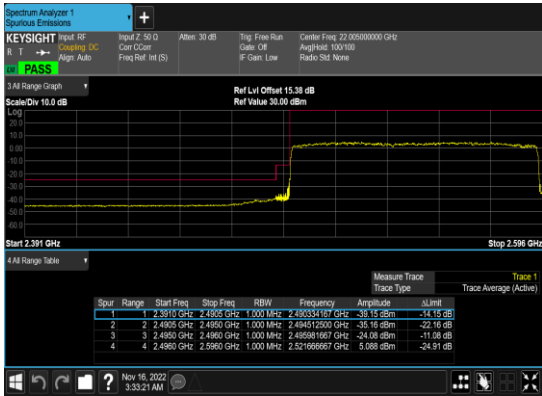 Spectrum Analyzer 1
Spurious Emissions
+
KEYSIGHT Input: RF Input Z: 50 Ω Atten: 30 dB Trig: Free Run Center Freq: 22.005000000 GHz
R T Coupling: DC Corr CCorr Gate: Off Avg|Hold: 100/100
Align: Auto Freq Ref: Int (S) IF Gain: Low Radio Std: None
PASS
3 All Range Graph
Ref Lvl Offset 15.38 dB
Scale/Div 10.0 dB Ref Value 30.00 dBm
Log
20.0
10.0
0.00
-10.0
-20.0
-30.0
-40.0
-50.0
-60.0
Start 2.391 GHz Stop 2.596 GHz
4 All Range Table
Measure Trace Trace 1
Trace Type Trace Average (Active)
Spur Range Start Freq Stop Freq RBW Frequency Amplitude ΔLimit
1 1 2.3910 GHz 2.4905 GHz 1.000 MHz 2.490334167 GHz -39.15 dBm -14.15 dB
2 2 2.4905 GHz 2.4950 GHz 1.000 MHz 2.494512500 GHz -35.16 dBm -22.16 dB
3 3 2.4950 GHz 2.4960 GHz 1.000 MHz 2.495981667 GHz -24.08 dBm -11.08 dB
4 4 2.4960 GHz 2.5960 GHz 1.000 MHz 2.521666667 GHz 5.088 dBm -24.91 dB
?
Nov 16, 2022
3:33:21 AM